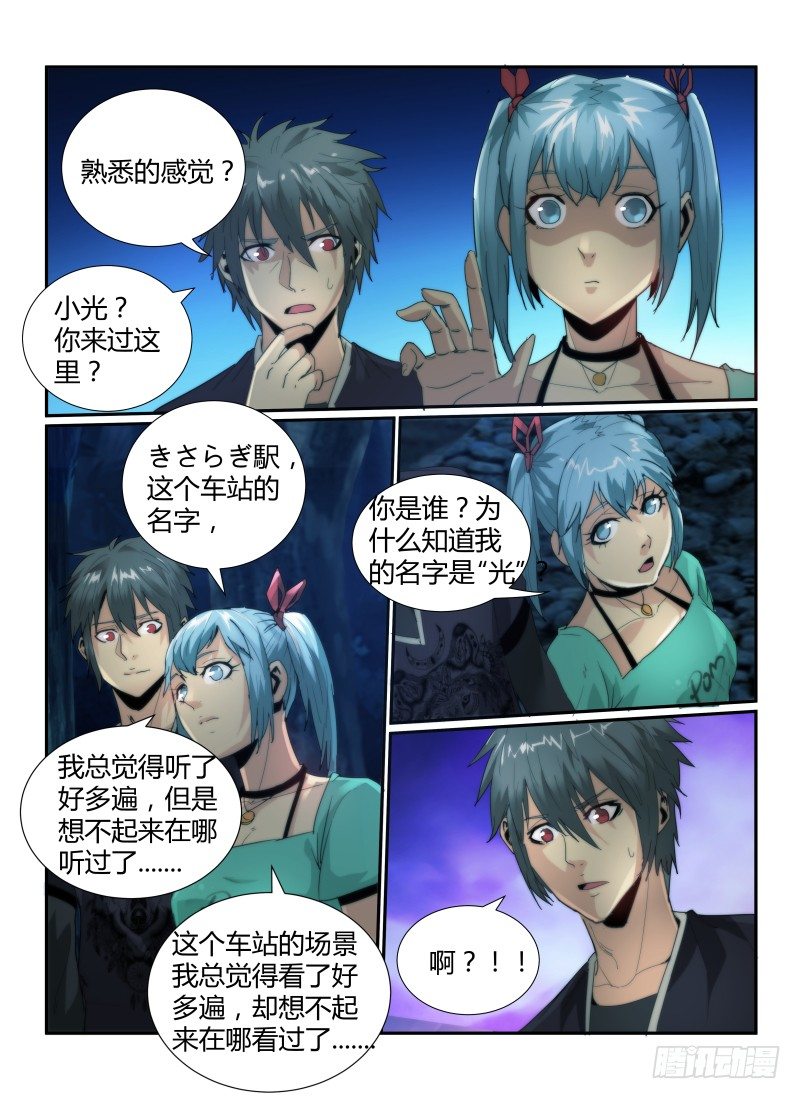 熟悉的感觉？
小光？
你来过这
里？
きさらぎ駅，
这个车站的
名字，
我总觉得听了
好多遍，但是
想不起来在哪
听过了.......
这个车站的场景
我总觉得看了好
多遍，却想不起
来在哪看过了.......
你是谁？为
什么知道我
的名字是“光”
POM
啊？！！
腾讯动漫